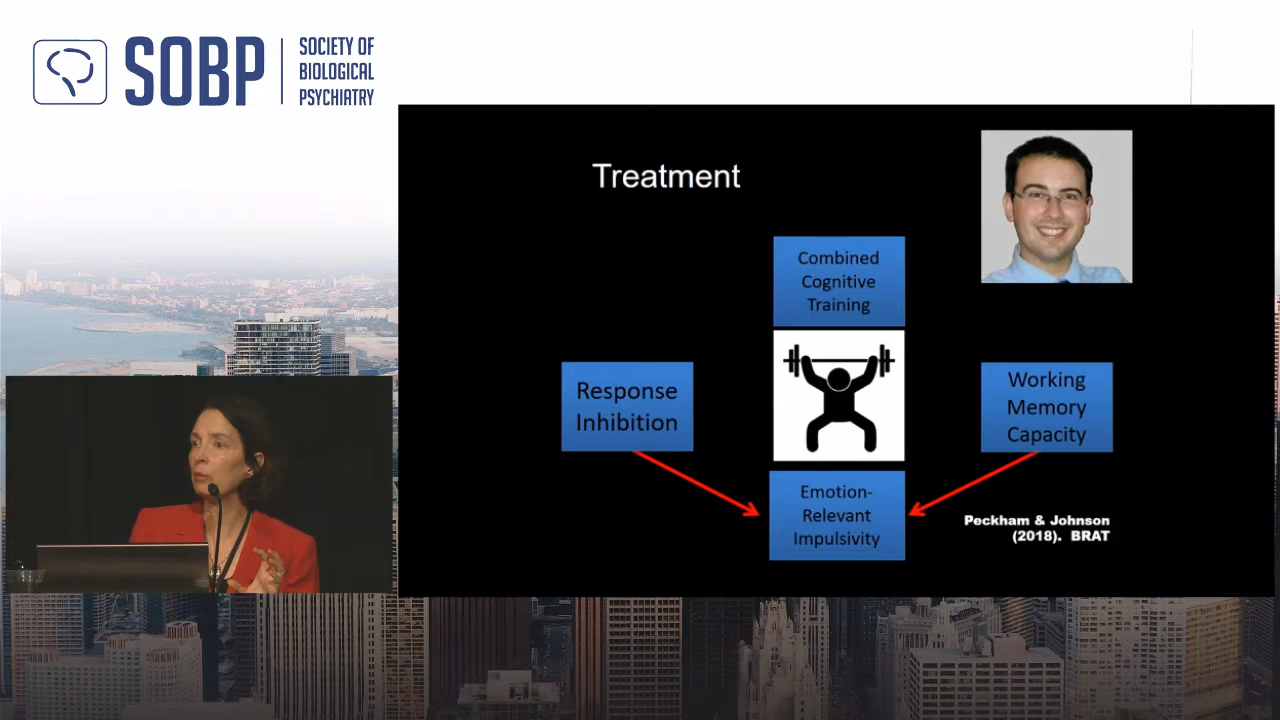 SOBP
SOCIETY OF
BIOLOGICAL
PSYCHIATRY
Treatment
Combined
Cognitive
Training
Response
Inhibition
Working
Memory
Capacity
Emotion-
Relevant
Impulsivity
Peckham & Johnson
(2018). BRAT